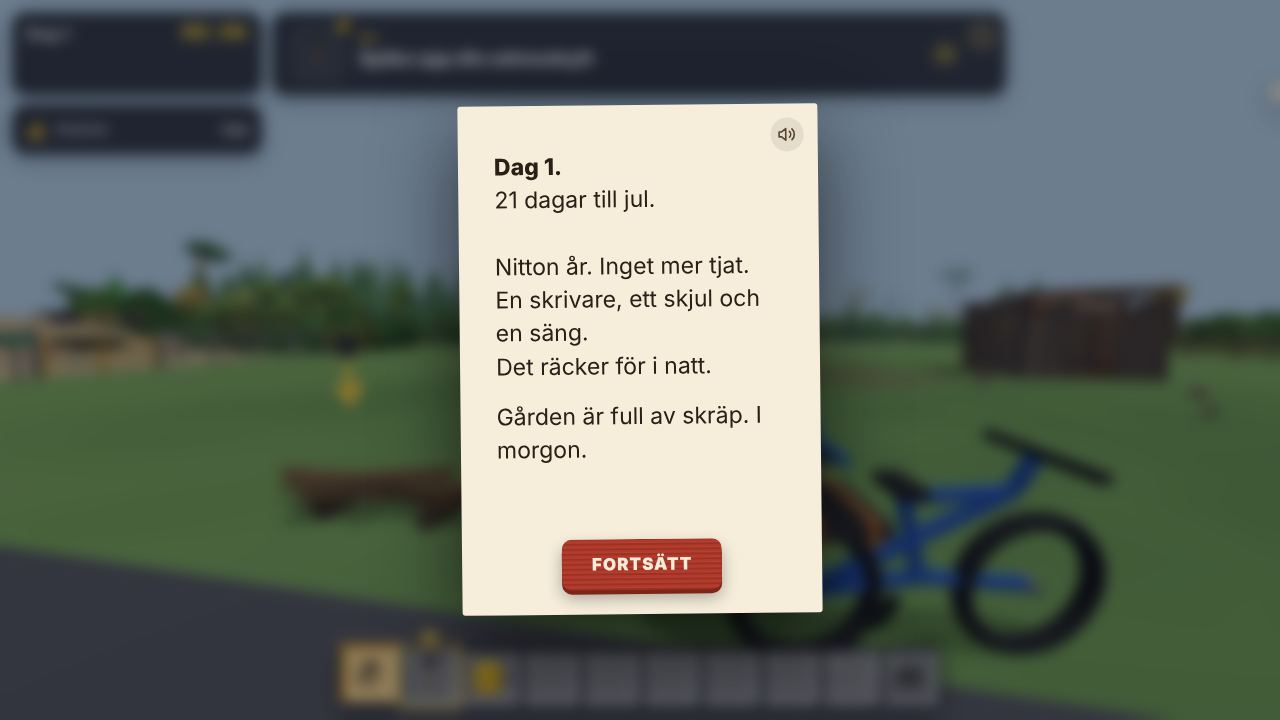 Dag 1.
21 dagar till jul.
Nitton år. Inget mer tjat.
En skrivare, ett skjul och
en säng.
Det räcker för i natt.
Gården är full av skräp. I
morgon.
FORTSÄTT